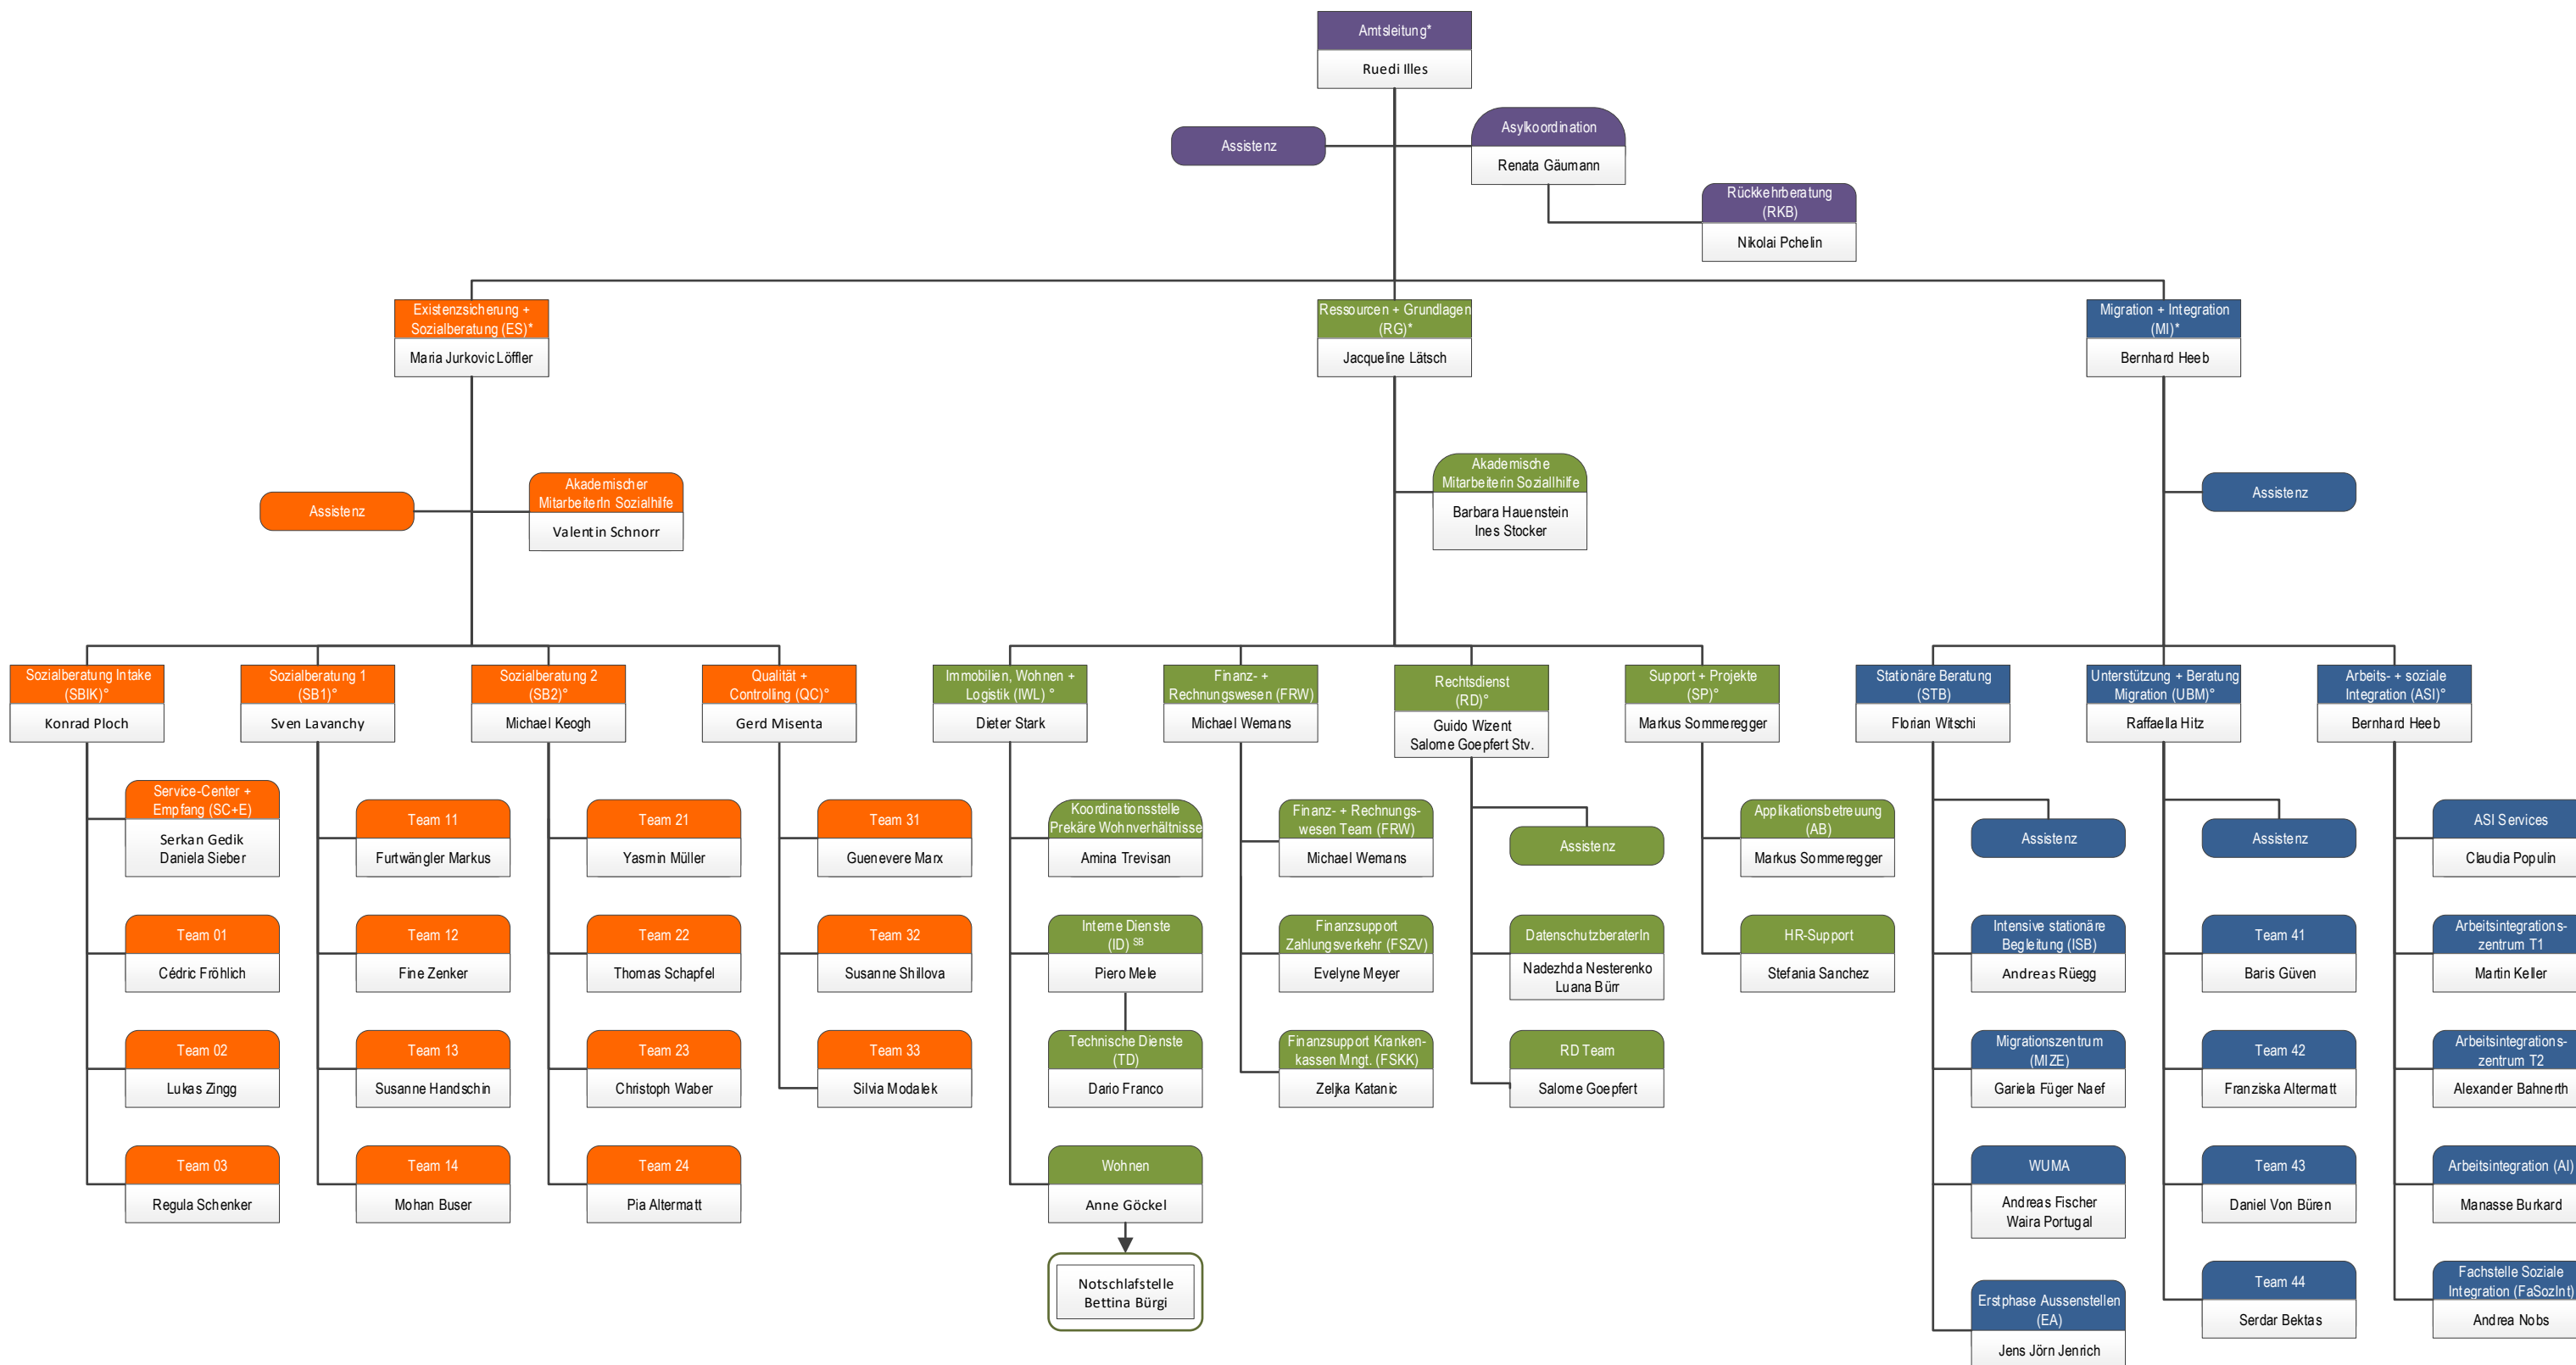 Amtsleitung*
Ruedi Illes
Assistenz
Asylkoordination
Renata Gäumann
Rückkehrberatung
(RKB)
Nikolai Pchelin
Existenzsicherung +
Sozialberatung (ES)*
Maria Jurkovic Löffler
Ressourcen + Grundlagen
(RG)*
Jacqueline Lätsch
Migration + Integration
(MI)*
Bernhard Heeb
Assistenz
Akademischer
MitarbeiterIn Sozialhilfe
Valentin Schnorr
Akademische
Mitarbeiterin Soziallhilfe
Barbara Hauenstein
Ines Stocker
Assistenz
Sozialberatung Intake
(SBIK)°
Konrad Ploch
Service-Center +
Empfang (SC+E)
Serkan Gedik
Daniela Sieber
Team 01
Cédric Fröhlich
Team 02
Lukas Zingg
Team 03
Regula Schenker
Sozialberatung 1
(SB1)°
Sven Lavanchy
Team 11
Furtwängler Markus
Team 12
Fine Zenker
Team 13
Susanne Handschin
Team 14
Mohan Buser
Sozialberatung 2
(SB2)°
Michael Keogh
Team 21
Yasmin Müller
Team 22
Thomas Schapfel
Team 23
Christoph Waber
Team 24
Pia Altermatt
Qualität +
Controlling (QC)°
Gerd Misenta
Team 31
Guenevere Marx
Team 32
Susanne Shillova
Team 33
Silvia Modalek
Immobilien, Wohnen +
Logistik (IWL) °
Dieter Stark
Koordinationsstelle
Prekäre Wohnverhältnisse
Amina Trevisan
Interne Dienste
(ID) SB
Piero Mele
Technische Dienste
(TD)
Dario Franco
Wohnen
Anne Göckel
Notschlafstelle
Bettina Bürgi
Finanz- +
Rechnungswesen (FRW)
Michael Wemans
Finanz- + Rechnungs-
wesen Team (FRW)
Michael Wemans
Finanzsupport
Zahlungsverkehr (FSZV)
Evelyne Meyer
Finanzsupport Kranken-
kassen Mngt. (FSKK)
Zeljka Katanic
Rechtsdienst
(RD)°
Guido Wizent
Salome Goepfert Stv.
Assistenz
DatenschutzberaterIn
Nadezhda Nesterenko
Luana Bürr
RD Team
Salome Goepfert
Support + Projekte
(SP)°
Markus Sommeregger
Applikationsbetreuung
(AB)
Markus Sommeregger
HR-Support
Stefania Sanchez
Stationäre Beratung
(STB)
Florian Witschi
Assistenz
Intensive stationäre
Begleitung (ISB)
Andreas Rüegg
Migrationszentrum
(MIZE)
Gariela Füger Naef
WUMA
Andreas Fischer
Waira Portugal
Erstphase Aussenstellen
(EA)
Jens Jörn Jenrich
Unterstützung + Beratung
Migration (UBM)°
Raffaella Hitz
Assistenz
Team 41
Baris Güven
Team 42
Franziska Altermatt
Team 43
Daniel Von Büren
Team 44
Serdar Bektas
Arbeits- + soziale
Integration (ASI)°
Bernhard Heeb
ASI Services
Claudia Populin
Arbeitsintegrations-
zentrum T1
Martin Keller
Arbeitsintegrations-
zentrum T2
Alexander Bahnerth
Arbeitsintegration (AI)
Manasse Burkard
Fachstelle Soziale
Integration (FaSozInt)
Andrea Nobs